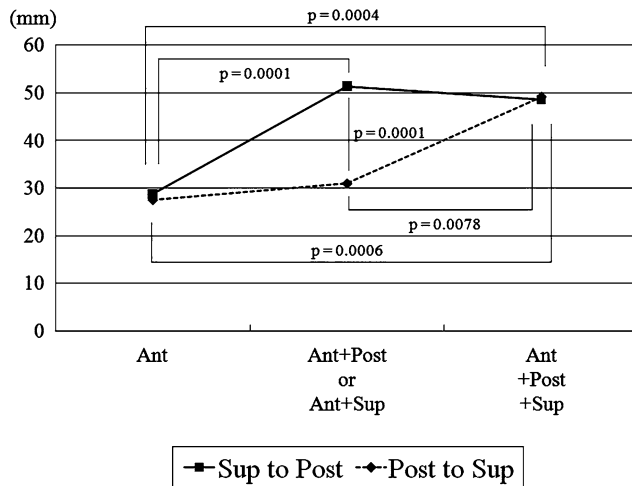 (mm)
p=0.0004
60
p=0.0001
50
40
p=0.0001
30
p=0.0078
20
p=0.0006
10
0
Ant
Ant+Post
or
Ant+Sup
Ant
+Post
+Sup
Sup to Post
Post to Sup